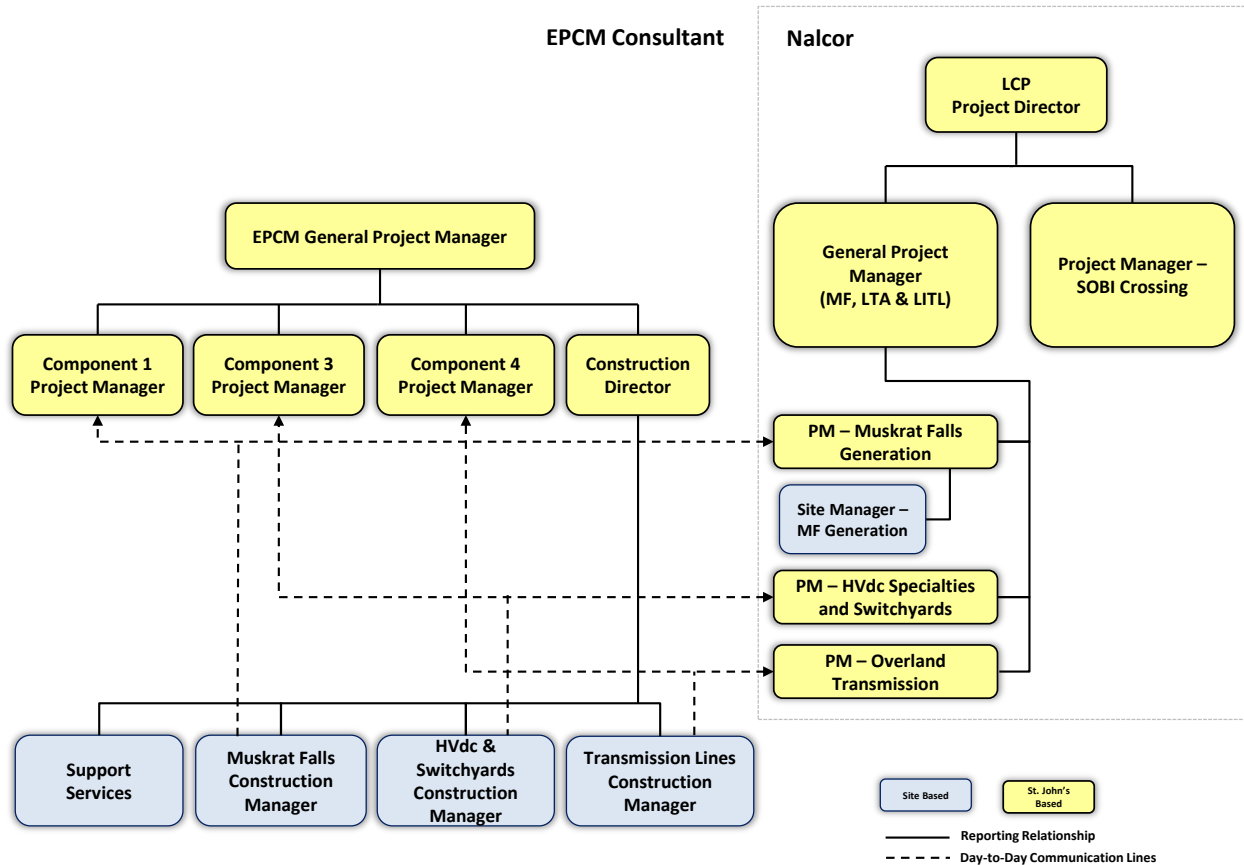 EPCM Consultant
Nalcor
LCP
Project Director
EPCM General Project Manager
General Project
Manager
(MF, LTA & LITL)
Project Manager –
SOBI Crossing
Component 1
Project Manager
Component 3
Project Manager
Component 4
Project Manager
Construction
Director
PM – Muskrat Falls
Generation
Site Manager –
MF Generation
PM – HVdc Specialties
and Switchyards
PM – Overland
Transmission
Support
Services
Muskrat Falls
Construction
Manager
HVdc &
Switchyards
Construction
Manager
Transmission Lines
Construction
Manager
Site Based
St. John's
Based
Reporting Relationship
Day-to-Day Communication Lines